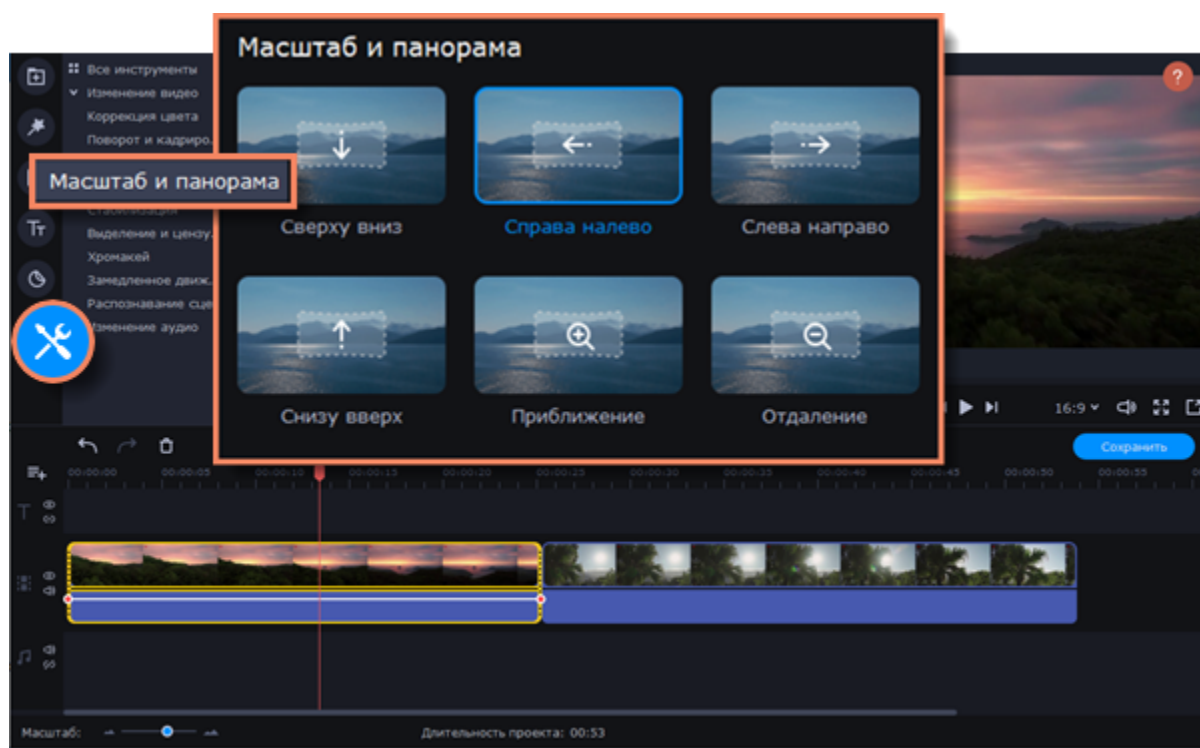 Масштаб и панорама
Сверху вниз
Справа налево
Слева направо
Снизу вверх
Приближение
Отдаление
Все инструменты
Изменение видео
Коррекция цвета
Поворот и кадриро...
Масштаб и панорама
Стабилизация
Выделение и цензу...
Хромакей
Замедленное движ...
Распознавание сце
Изменение аудио
?
16:9
Сохранить
00:00:00 00:00:05 00:00:10 00:00:15 00:00:20 00:00:25 00:00:30 00:00:35 00:00:40 00:00:45 00:00:50 00:00:55
Масштаб:
Длительность проекта: 00:53